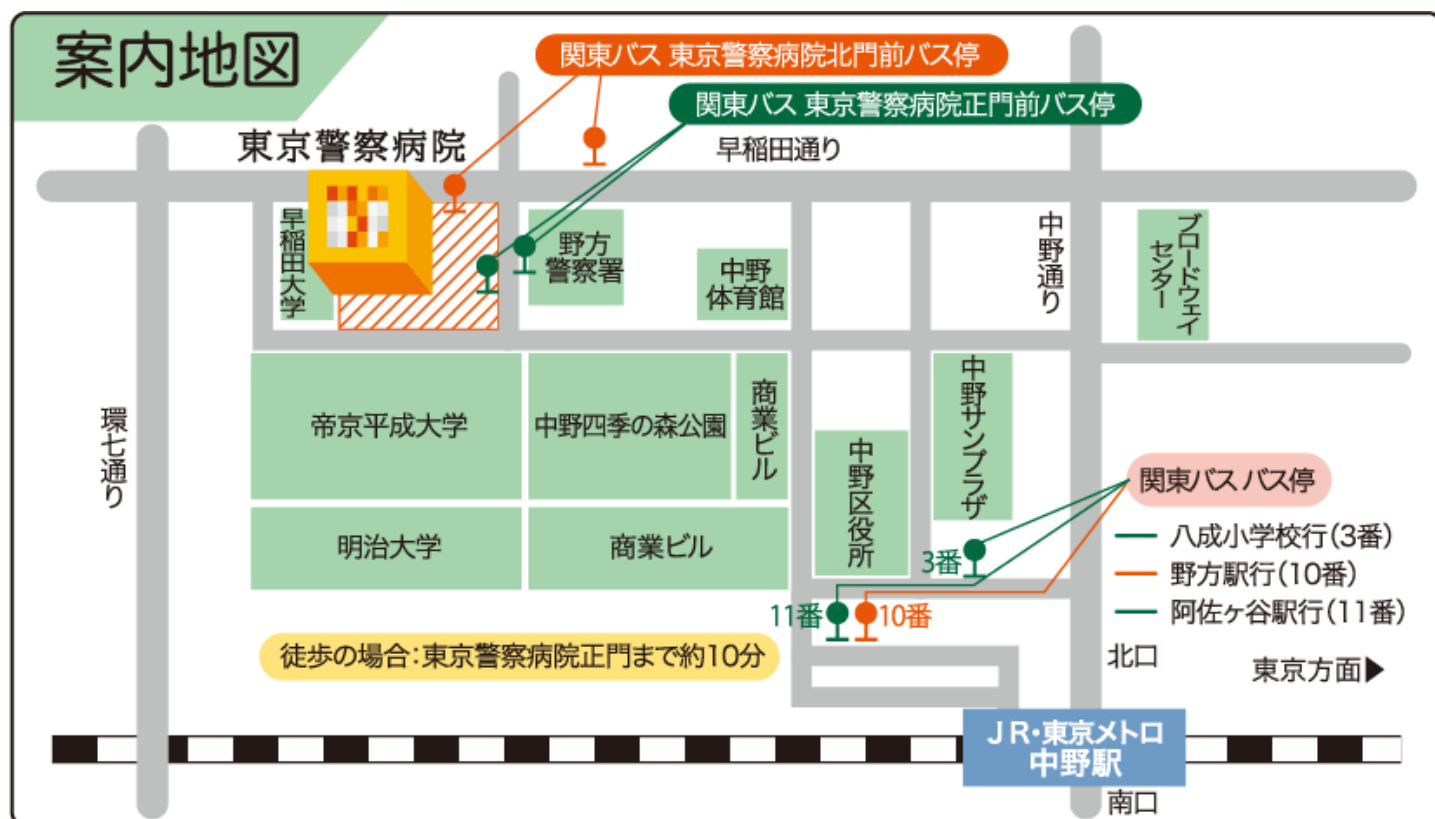 案内地図
関東バス 東京警察病院北門前バス停
関東バス 東京警察病院正門前バス停
東京警察病院
早稲田通り
早稲田大学
野方
警察署
中野
体育館
中野通り
ブロードウェイ
センター
環七通り
帝京平成大学
中野四季の森公園
商業ビル
中野サンプラザ
中野区役所
明治大学
商業ビル
関東バス バス停
八成小学校行(3番)
野方駅行(10番)
阿佐ヶ谷駅行(11番)
3番
11番
10番
徒歩の場合:東京警察病院正門まで約10分
北口
東京方面▶
JR・東京メトロ
中野駅
南口